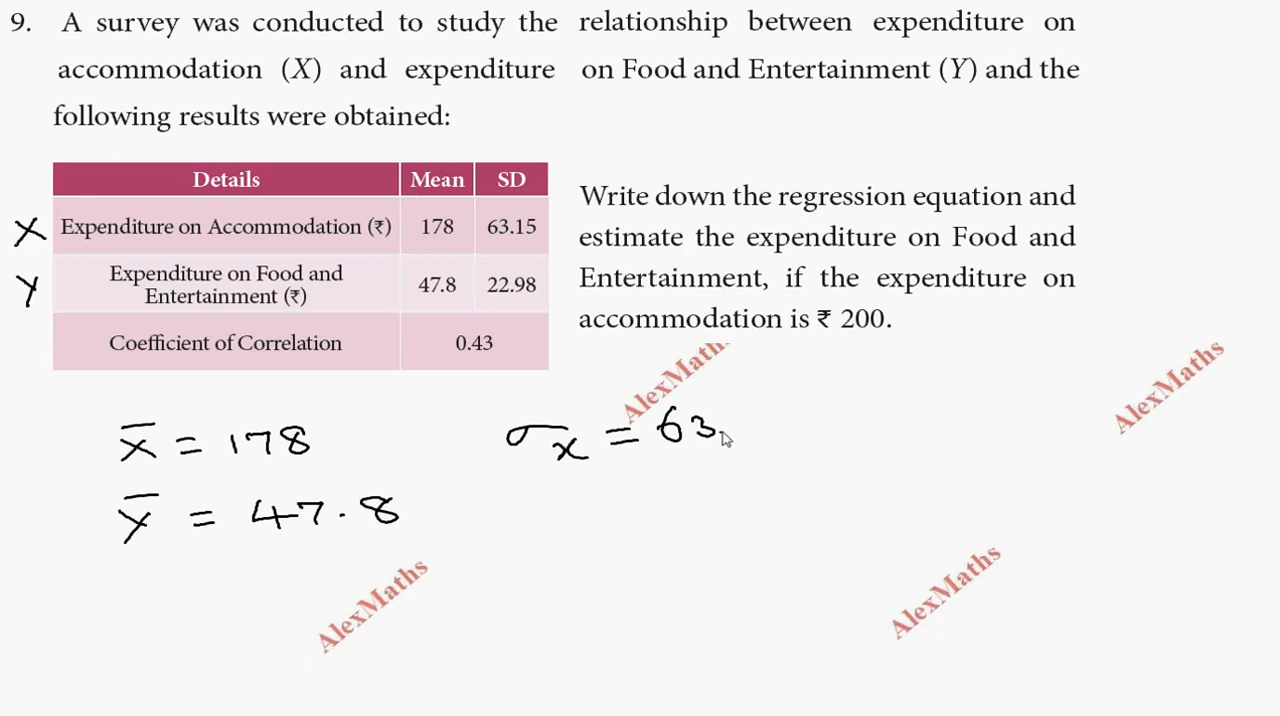 9. A survey was conducted to study the relationship between expenditure on
accommodation (X) and expenditure on Food and Entertainment (Y) and the
following results were obtained:
Details Mean SD
X Expenditure on Accommodation (₹) 178 63.15
Y Expenditure on Food and
Entertainment (₹) 47.8 22.98
Coefficient of Correlation 0.43
Write down the regression equation and
estimate the expenditure on Food and
Entertainment, if the expenditure on
accommodation is ₹ 200.
AlexMaths
AlexMaths
x̅ = 178
σx = 63.
y̅ = 47.8
AlexMaths
AlexMaths